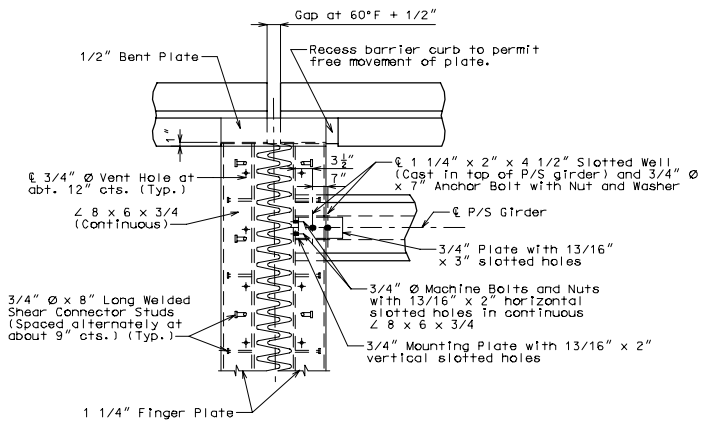 Gap at 60°F + 1/2"
1/2" Bent Plate
Recess barrier curb to permit
free movement of plate.
1"
3 1/2"
7"
℄ 3/4" Ø Vent Hole at
abt. 12" cts. (Typ.)
℄ 1 1/4" x 2" x 4 1/2" Slotted Well
(Cast in top of P/S girder) and 3/4" Ø
x 7" Anchor Bolt with Nut and Washer
∠ 8 x 6 x 3/4
(Continuous)
℄ P/S Girder
3/4" Plate with 13/16"
x 3" slotted holes
3/4" Ø Machine Bolts and Nuts
with 13/16" x 2" horizontal
slotted holes in continuous
∠ 8 x 6 x 3/4
3/4" Ø x 8" Long Welded
Shear Connector Studs
(Spaced alternately at
about 9" cts.) (Typ.)
3/4" Mounting Plate with 13/16" x 2"
vertical slotted holes
1 1/4" Finger Plate